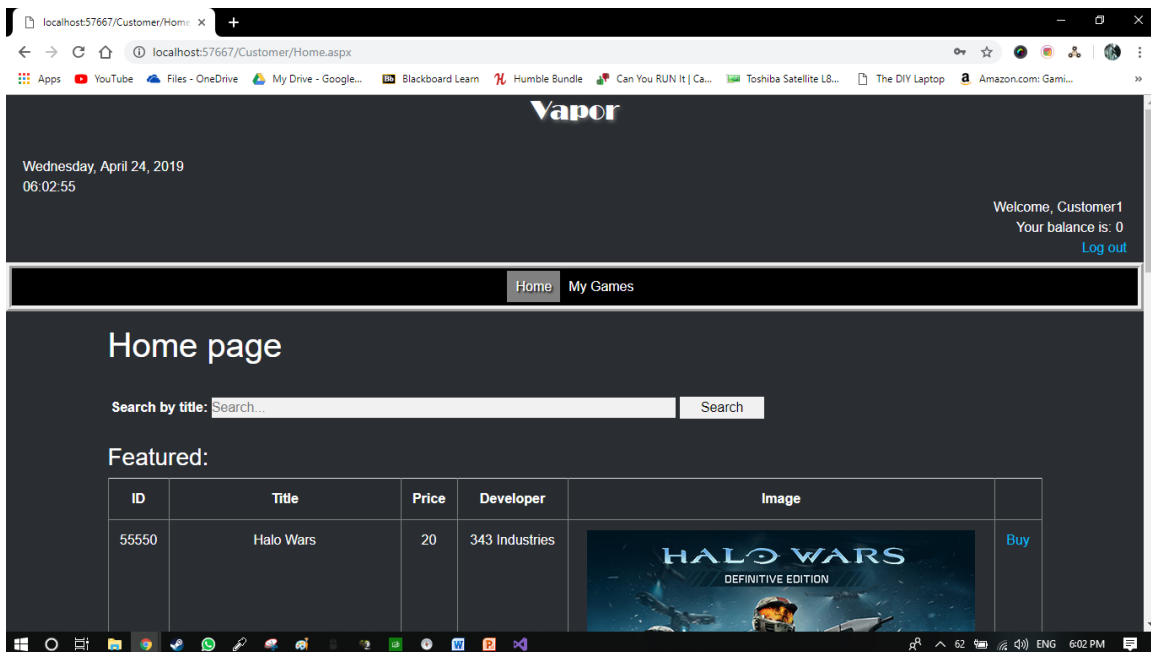 localhost:57667/Customer/Home
localhost:57667/Customer/Home.aspx
Apps YouTube Files - OneDrive My Drive - Google... Bb Blackboard Learn Humble Bundle Can You RUN It | Ca... Toshiba Satellite L8... The DIY Laptop Amazon.com: Gami... »
Vapor
Wednesday, April 24, 2019
06:02:55
Welcome, Customer1
Your balance is: 0
Log out
Home My Games
Home page
Search by title: Search... Search
Featured:
ID Title Price Developer Image
55550 Halo Wars 20 343 Industries Buy
HALO WARS
DEFINITIVE EDITION
62 ENG 6:02 PM